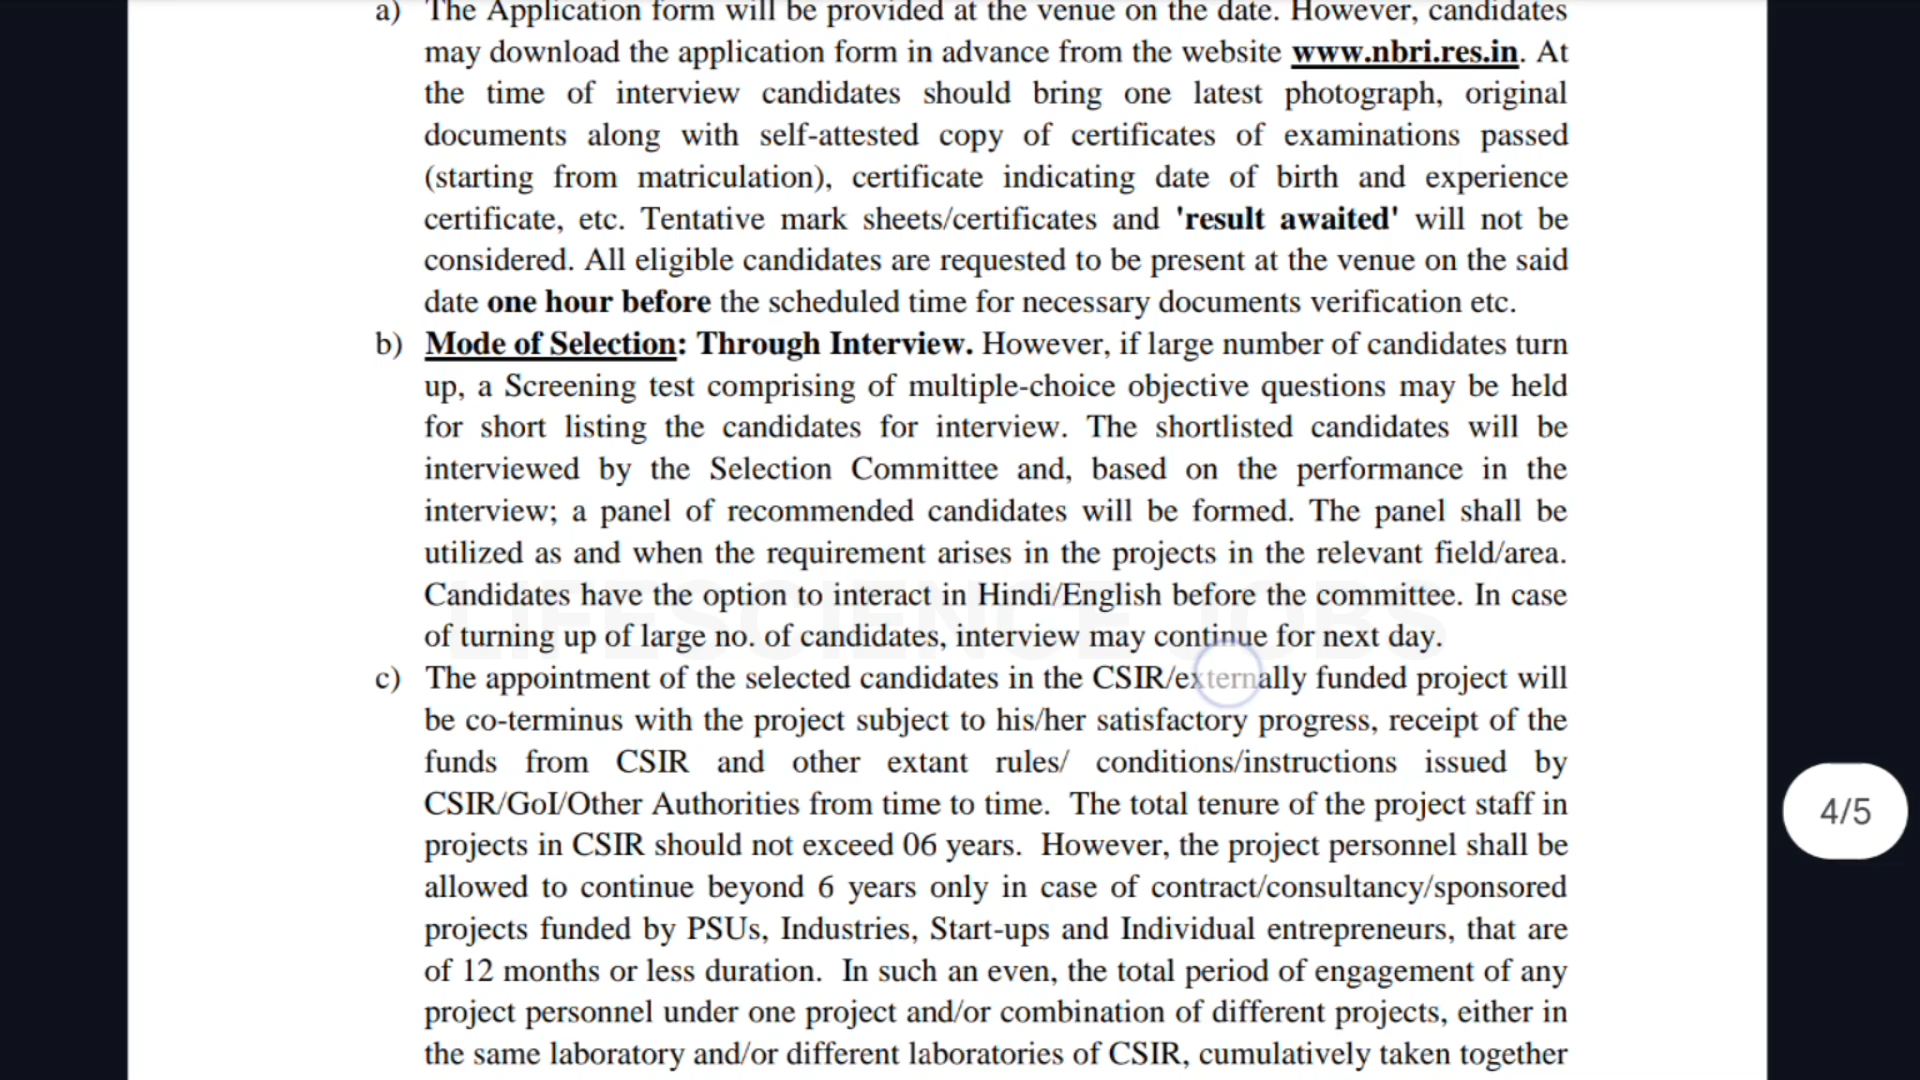 a) The Application form will be provided at the venue on the date. However, candidates
may download the application form in advance from the website www.nbri.res.in. At
the time of interview candidates should bring one latest photograph, original
documents along with self-attested copy of certificates of examinations passed
(starting from matriculation), certificate indicating date of birth and experience
certificate, etc. Tentative mark sheets/certificates and 'result awaited' will not be
considered. All eligible candidates are requested to be present at the venue on the said
date one hour before the scheduled time for necessary documents verification etc.
b) Mode of Selection: Through Interview. However, if large number of candidates turn
up, a Screening test comprising of multiple-choice objective questions may be held
for short listing the candidates for interview. The shortlisted candidates will be
interviewed by the Selection Committee and, based on the performance in the
interview; a panel of recommended candidates will be formed. The panel shall be
utilized as and when the requirement arises in the projects in the relevant field/area.
Candidates have the option to interact in Hindi/English before the committee. In case
of turning up of large no. of candidates, interview may continue for next day.
LIFESCIENCE JOBS
c) The appointment of the selected candidates in the CSIR/externally funded project will
be co-terminus with the project subject to his/her satisfactory progress, receipt of the
funds from CSIR and other extant rules/ conditions/instructions issued by
CSIR/GoI/Other Authorities from time to time. The total tenure of the project staff in
projects in CSIR should not exceed 06 years. However, the project personnel shall be
allowed to continue beyond 6 years only in case of contract/consultancy/sponsored
projects funded by PSUs, Industries, Start-ups and Individual entrepreneurs, that are
of 12 months or less duration. In such an even, the total period of engagement of any
project personnel under one project and/or combination of different projects, either in
the same laboratory and/or different laboratories of CSIR, cumulatively taken together
4/5